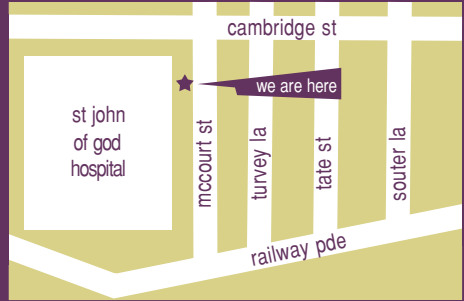 cambridge st
we are here
st john
of god
hospital
mccourt st
turvey la
tate st
souter la
railway pde